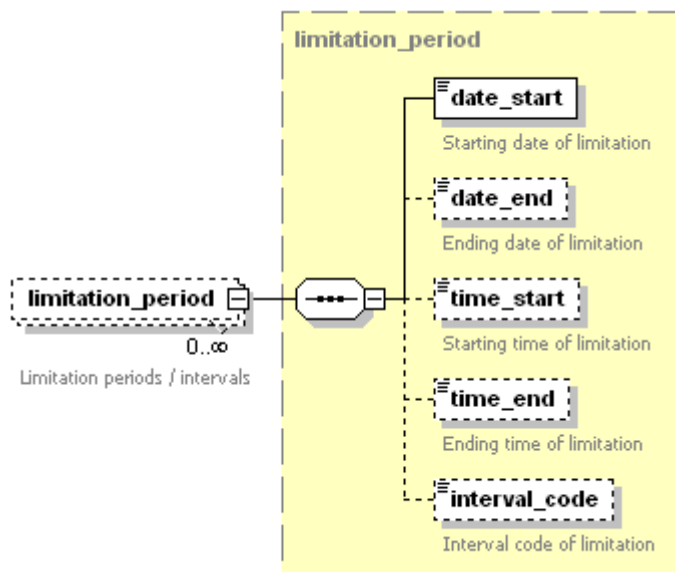 limitation_period
date_start
Starting date of limitation
date_end
Ending date of limitation
limitation_period
0..∞
Limitation periods / intervals
time_start
Starting time of limitation
time_end
Ending time of limitation
interval_code
Interval code of limitation